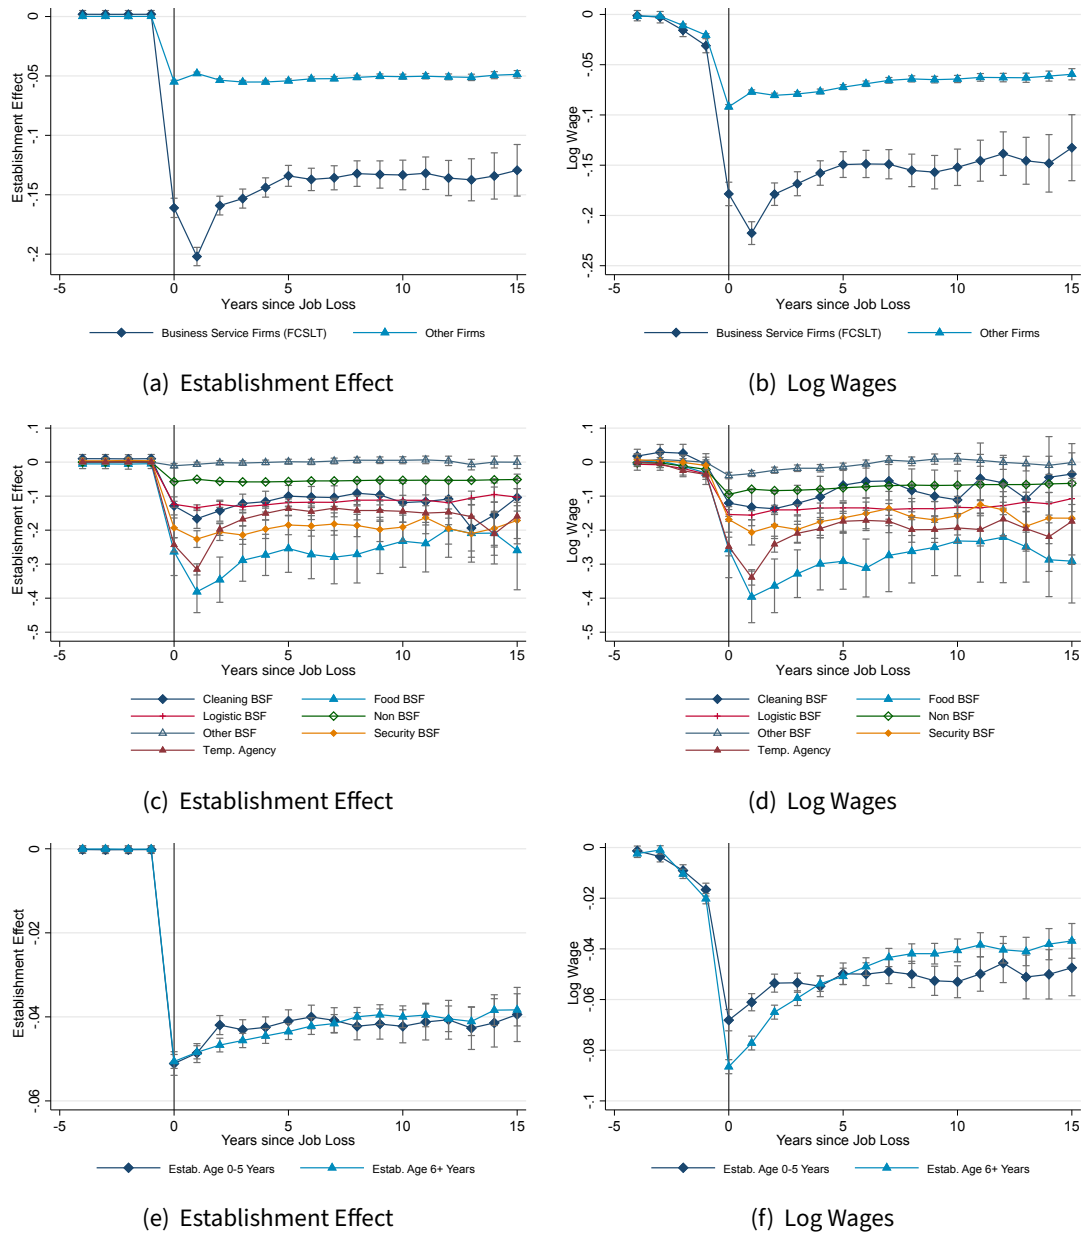 Establishment Effect
0
-.05
-.1
-.15
-.2
-5 0 5 10 15
Years since Job Loss
Business Service Firms (FCSLT) Other Firms
(a) Establishment Effect
Log Wage
0
-.05
-.1
-.15
-.2
-.25
-5 0 5 10 15
Years since Job Loss
Business Service Firms (FCSLT) Other Firms
(b) Log Wages
Establishment Effect
.1
0
-.1
-.2
-.3
-.4
-.5
-5 0 5 10 15
Years since Job Loss
Cleaning BSF Food BSF
Logistic BSF Non BSF
Other BSF Security BSF
Temp. Agency
(c) Establishment Effect
Log Wage
.1
0
-.1
-.2
-.3
-.4
-.5
-5 0 5 10 15
Years since Job Loss
Cleaning BSF Food BSF
Logistic BSF Non BSF
Other BSF Security BSF
Temp. Agency
(d) Log Wages
Establishment Effect
0
-.02
-.04
-.06
-5 0 5 10 15
Years since Job Loss
Estab. Age 0-5 Years Estab. Age 6+ Years
(e) Establishment Effect
Log Wage
0
-.02
-.04
-.06
-.08
-.1
-5 0 5 10 15
Years since Job Loss
Estab. Age 0-5 Years Estab. Age 6+ Years
(f) Log Wages